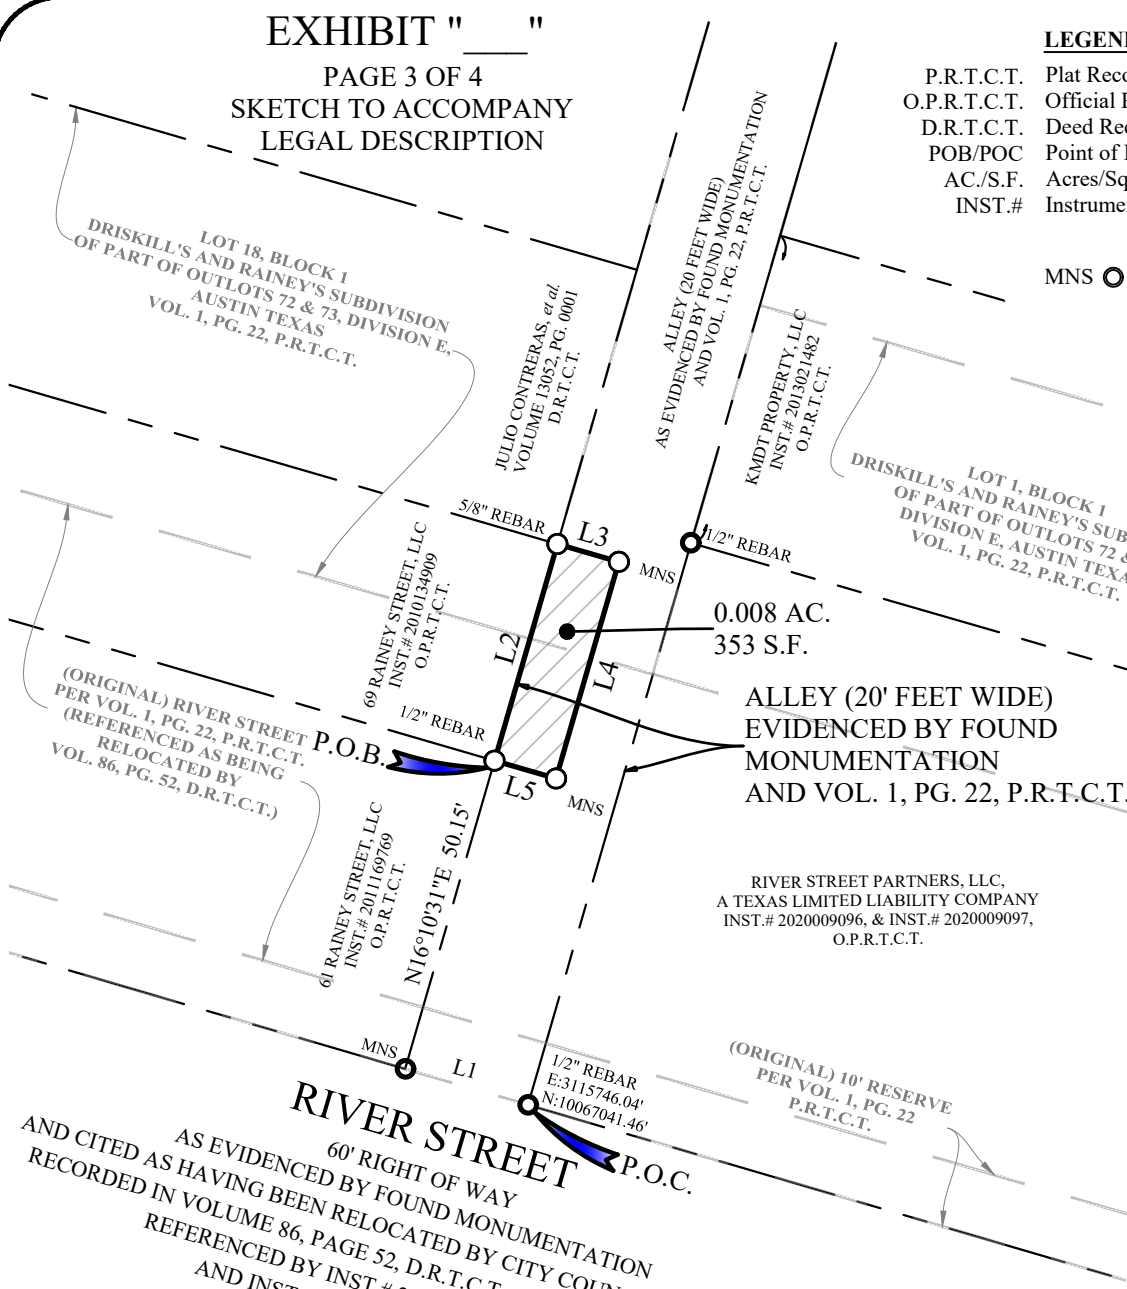 EXHIBIT "___"
PAGE 3 OF 4
SKETCH TO ACCOMPANY
LEGAL DESCRIPTION
P.R.T.C.T.
O.P.R.T.C.T. Official
D.R.T.C.T. Deed
POB/POC Point of
AC./S.F.
INST.#
MNS
LOT 18, BLOCK 1
DRISKILL'S AND RAINEY'S SUBDIVISION
OF PART OF OUTLOTS 72 & 73, DIVISION E,
AUSTIN TEXAS
VOL. 1, PG. 22, P.R.T.C.T.
JULIO CONTRERAS, et al.
VOLUME 13052, PG. 0001
D.R.T.C.T.
ALLEY (20 FEET WIDE)
AS EVIDENCED BY FOUND MONUMENTATION
AND VOL. 1, PG. 22, P.R.T.C.T.
KMDT PROPERTY, LLC
INST.# 2013021482
O.P.R.T.C.T.
LOT 1, BLOCK 1
DRISKILL'S AND RAINEY'S
OF PART OF OUTLOTS 72 &
DIVISION E, AUSTIN
VOL. 1, PG. 22, P.R.T.C.T.
5/8" REBAR
L3
MNS
1/2" REBAR
69 RAINEY STREET, LLC
INST.# 2010134909
O.P.R.T.C.T.
0.008 AC.
353 S.F.
L2
L4
(ORIGINAL) RIVER STREET
PER VOL. 1, PG. 22, P.R.T.C.T.
(REFERENCED AS BEING
RELOCATED BY
VOL. 86, PG. 52, D.R.T.C.T.)
1/2" REBAR
P.O.B.
L5
MNS
ALLEY (20' FEET WIDE)
EVIDENCED BY FOUND
MONUMENTATION
AND VOL. 1, PG. 22, P.R.T.C.T.
61 RAINEY STREET, LLC
INST.# 2011169769
O.P.R.T.C.T.
N16°10'31"E 50.15'
RIVER STREET PARTNERS, LLC,
A TEXAS LIMITED LIABILITY COMPANY
INST.# 2020009096, & INST.# 2020009097,
O.P.R.T.C.T.
MNS
L1
1/2" REBAR
E:3115746.04'
N:10067041.46'
P.O.C.
(ORIGINAL) 10' RESERVE
PER VOL. 1, PG. 22
P.R.T.C.T.
RIVER STREET
60' RIGHT OF WAY
AS EVIDENCED BY FOUND MONUMENTATION
AND CITED AS HAVING BEEN RELOCATED BY CITY
RECORDED IN VOLUME 86, PAGE 52, D.R.T.C.T.
REFERENCED BY INST.#
AND